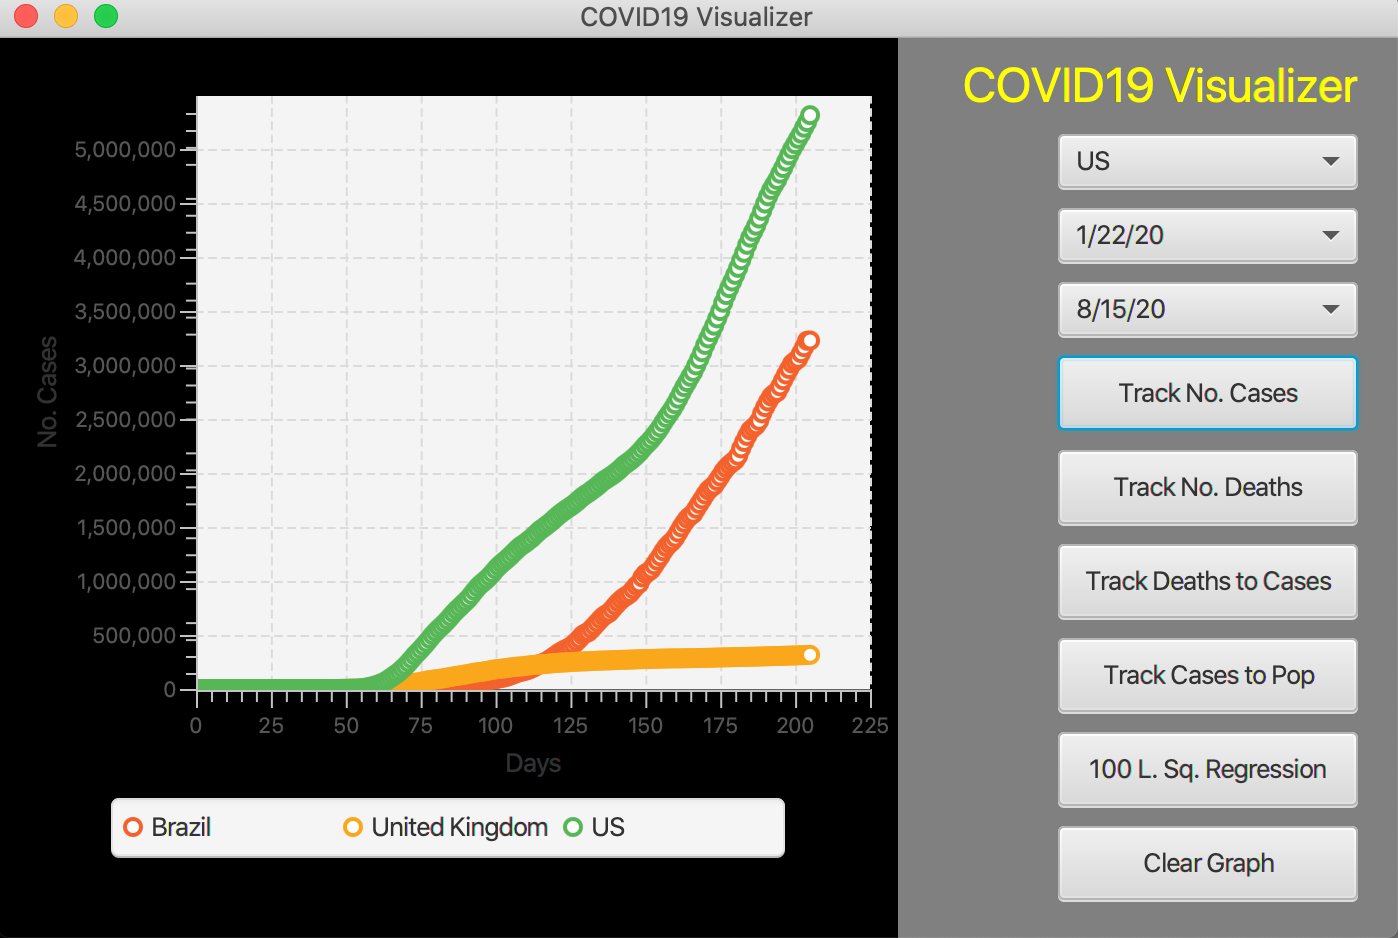 COVID19 Visualizer
COVID19 Visualizer
US
1/22/20
8/15/20
Track No. Cases
Track No. Deaths
Track Deaths to Cases
Track Cases to Pop
100 L. Sq. Regression
Clear Graph
No. Cases
5,000,000
4,500,000
4,000,000
3,500,000
3,000,000
2,500,000
2,000,000
1,500,000
1,000,000
500,000
0
0 25 50 75 100 125 150 175 200 225
Days
Brazil United Kingdom US